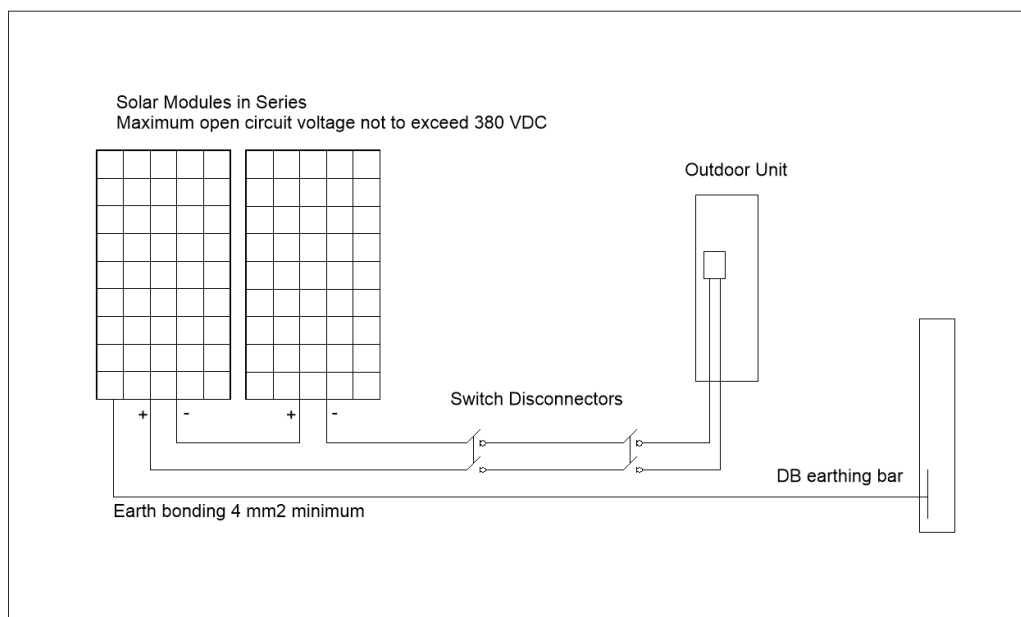 Solar Modules in Series
Maximum open circuit voltage not to exceed 380 VDC
Outdoor Unit
Switch Disconnectors
+ - + -
DB earthing bar
Earth bonding 4 mm2 minimum